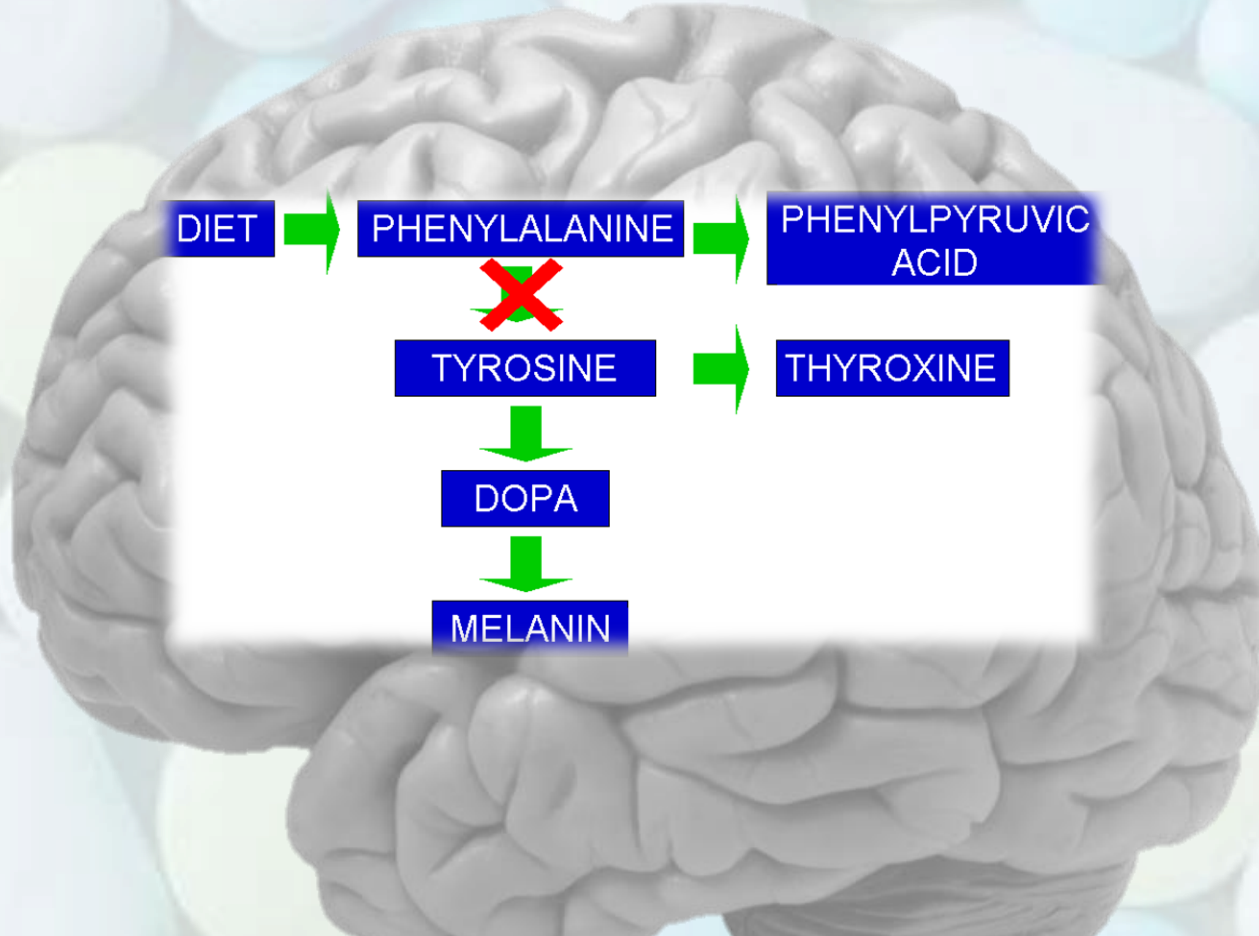 DIET
PHENYLALANINE
PHENYLPYRUVIC
ACID
TYROSINE
THYROXINE
DOPA
MELANIN